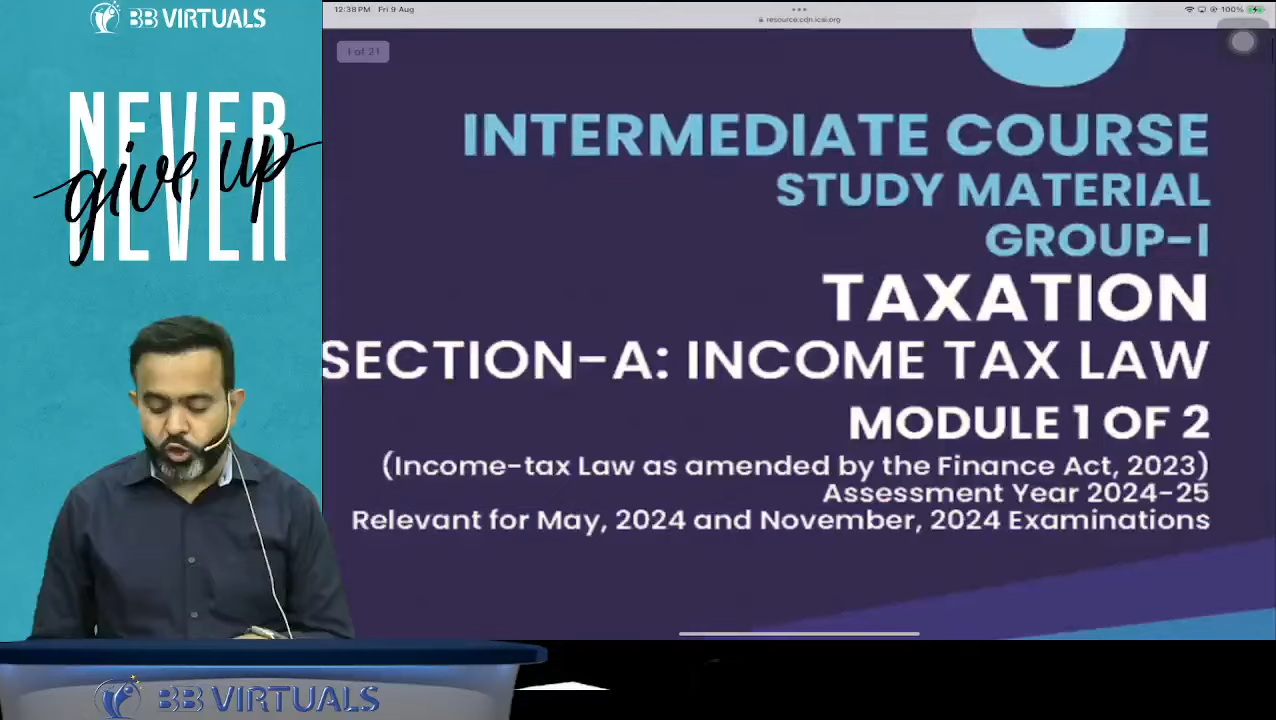 BB VIRTUALS
NEVER
give up
NEVER
12:38 PM Fri 9 Aug
resource.cdn.icai.org
100%
1 of 21
INTERMEDIATE COURSE
STUDY MATERIAL
GROUP-I
TAXATION
SECTION-A: INCOME TAX LAW
MODULE 1 OF 2
(Income-tax Law as amended by the Finance Act, 2023)
Assessment Year 2024-25
Relevant for May, 2024 and November, 2024 Examinations
BB VIRTUALS